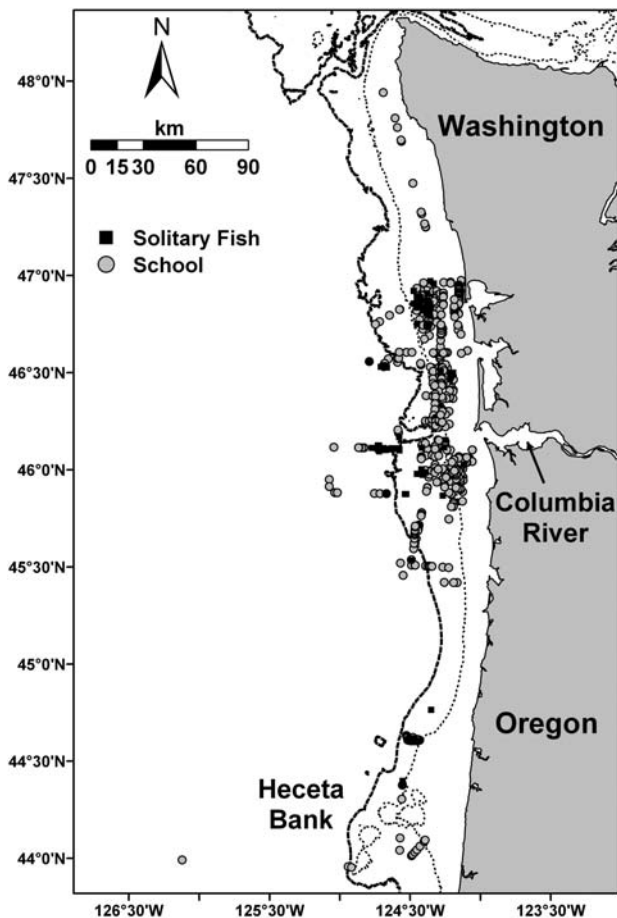 N
km
0 15 30 60 90
Solitary Fish
School
Washington
Columbia
River
Oregon
Heceta
Bank
48°0'N
47°30'N
47°0'N
46°30'N
46°0'N
45°30'N
45°0'N
44°30'N
44°0'N
126°30'W 125°30'W 124°30'W 123°30'W